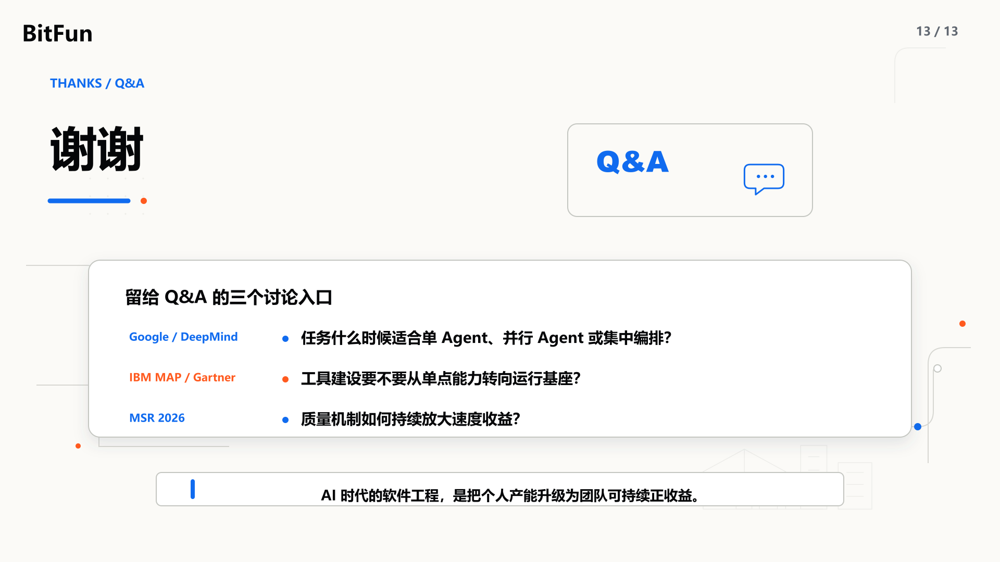 BitFun
13 / 13
THANKS / Q&A
谢谢
Q&A
留给 Q&A 的三个讨论入口
Google / DeepMind
任务什么时候适合单 Agent、并行 Agent 或集中编排？
IBM MAP / Gartner
工具建设要不要从单点能力转向运行基座？
MSR 2026
质量机制如何持续放大速度收益？
AI 时代的软件工程，是把个人产能升级为团队可持续正收益。